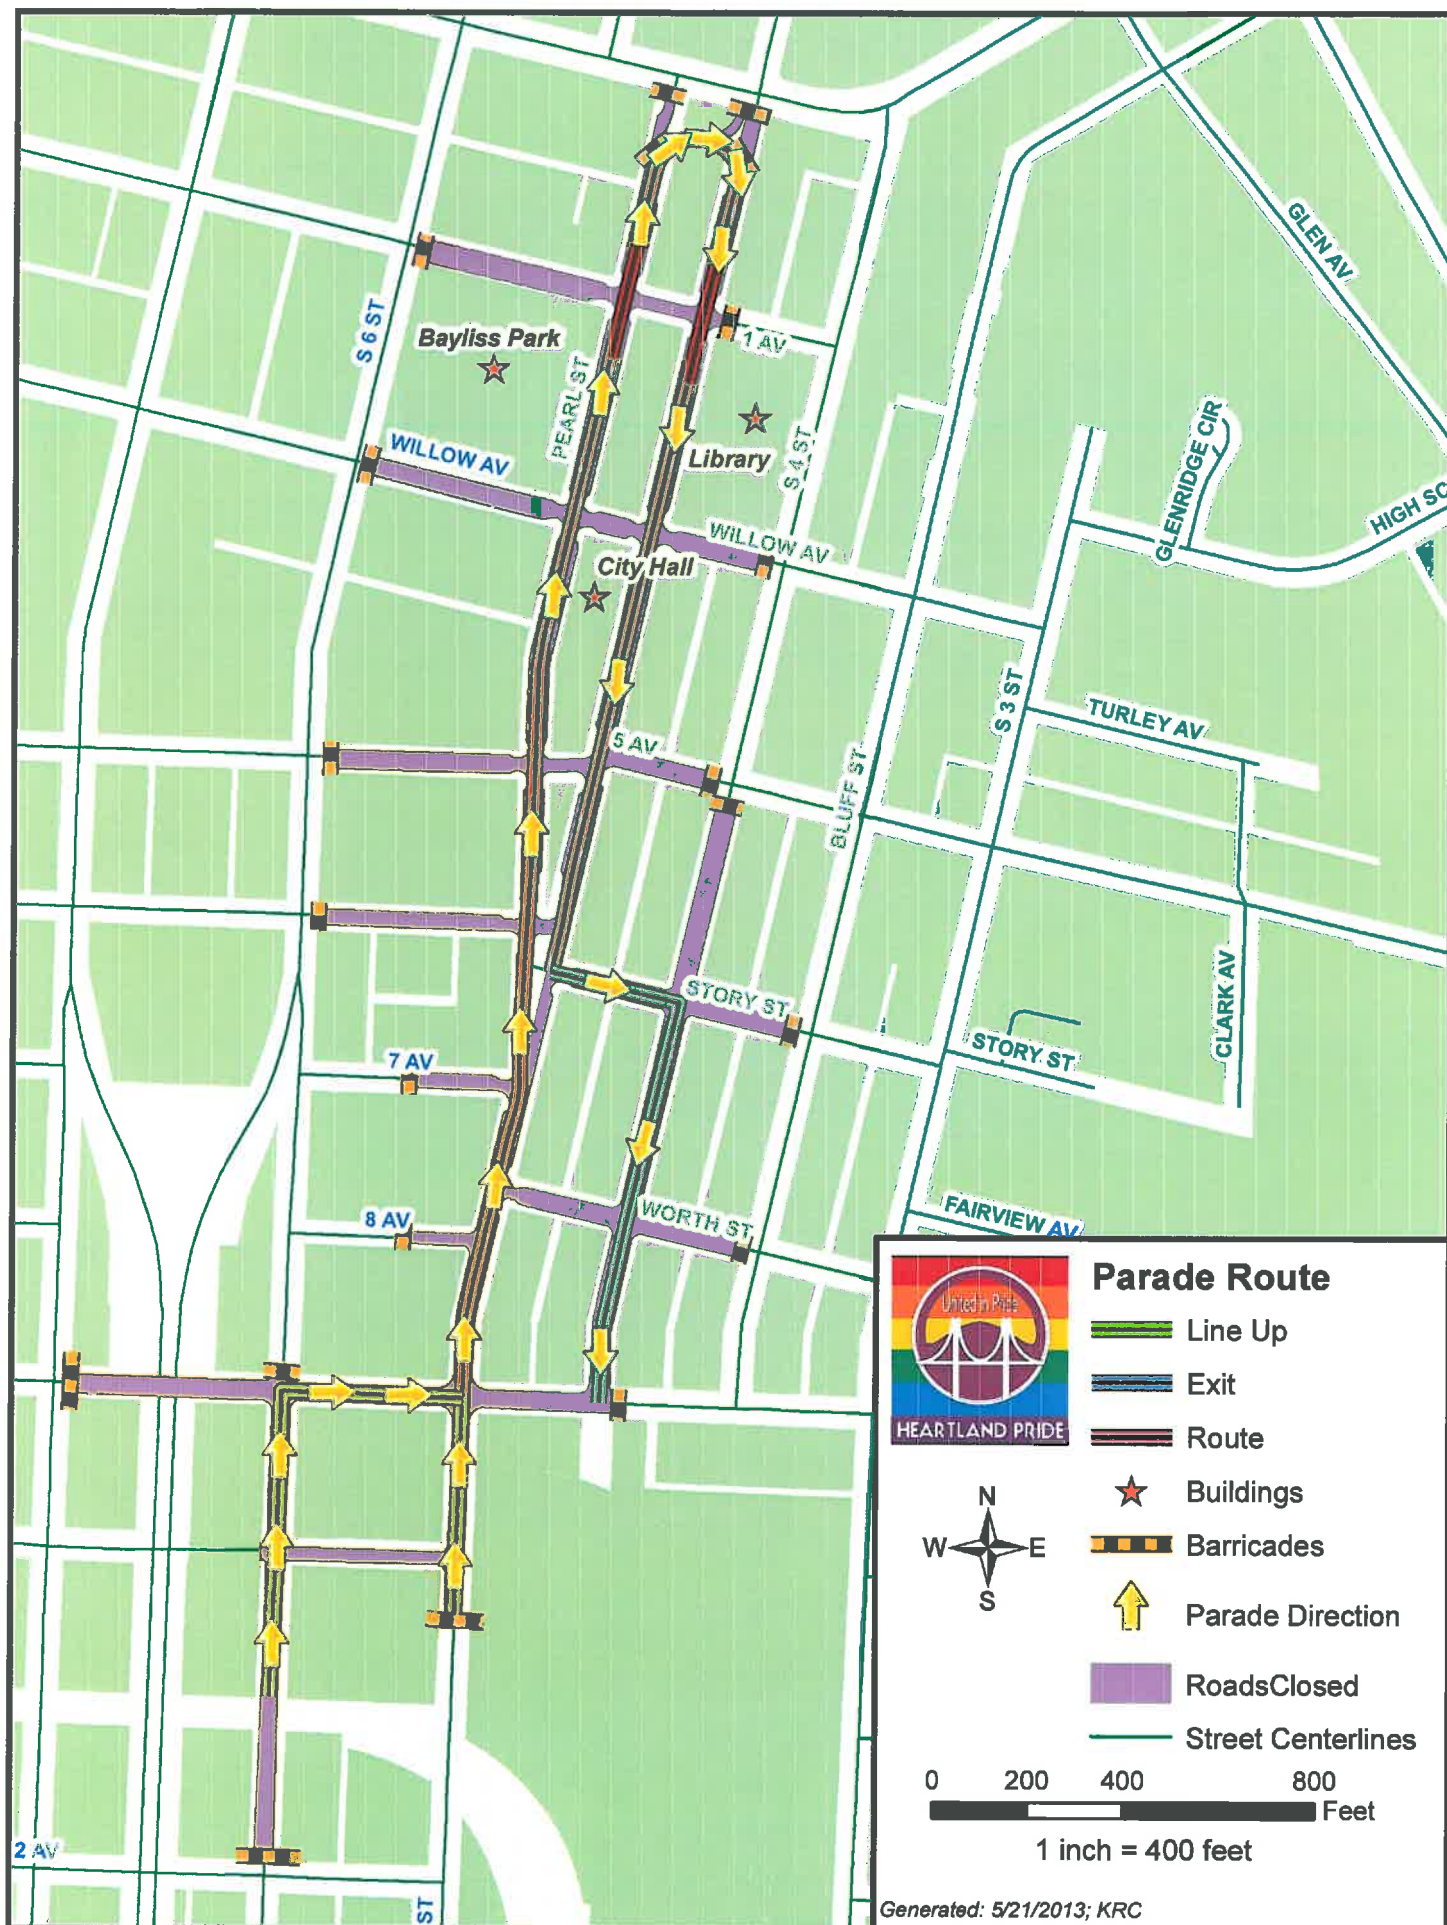 GLEN AV
S 6 ST
Bayliss Park
1 AV
PEARL ST
WILLOW AV
Library
S 4 ST
GLENRIDGE CIR
HIGH SC
WILLOW AV
City Hall
S 3 ST
TURLEY AV
5 AV
BLUFF ST
STORY ST
CLARK AV
STORY ST
7 AV
WORTH ST
8 AV
FAIRVIEW AV
United in Pride
HEARTLAND PRIDE
Parade Route
Line Up
Exit
Route
Buildings
Barricades
Parade Direction
RoadsClosed
Street Centerlines
N
W E
S
0 200 400 800
Feet
1 inch = 400 feet
2 AV
ST
Generated: 5/21/2013; KRC